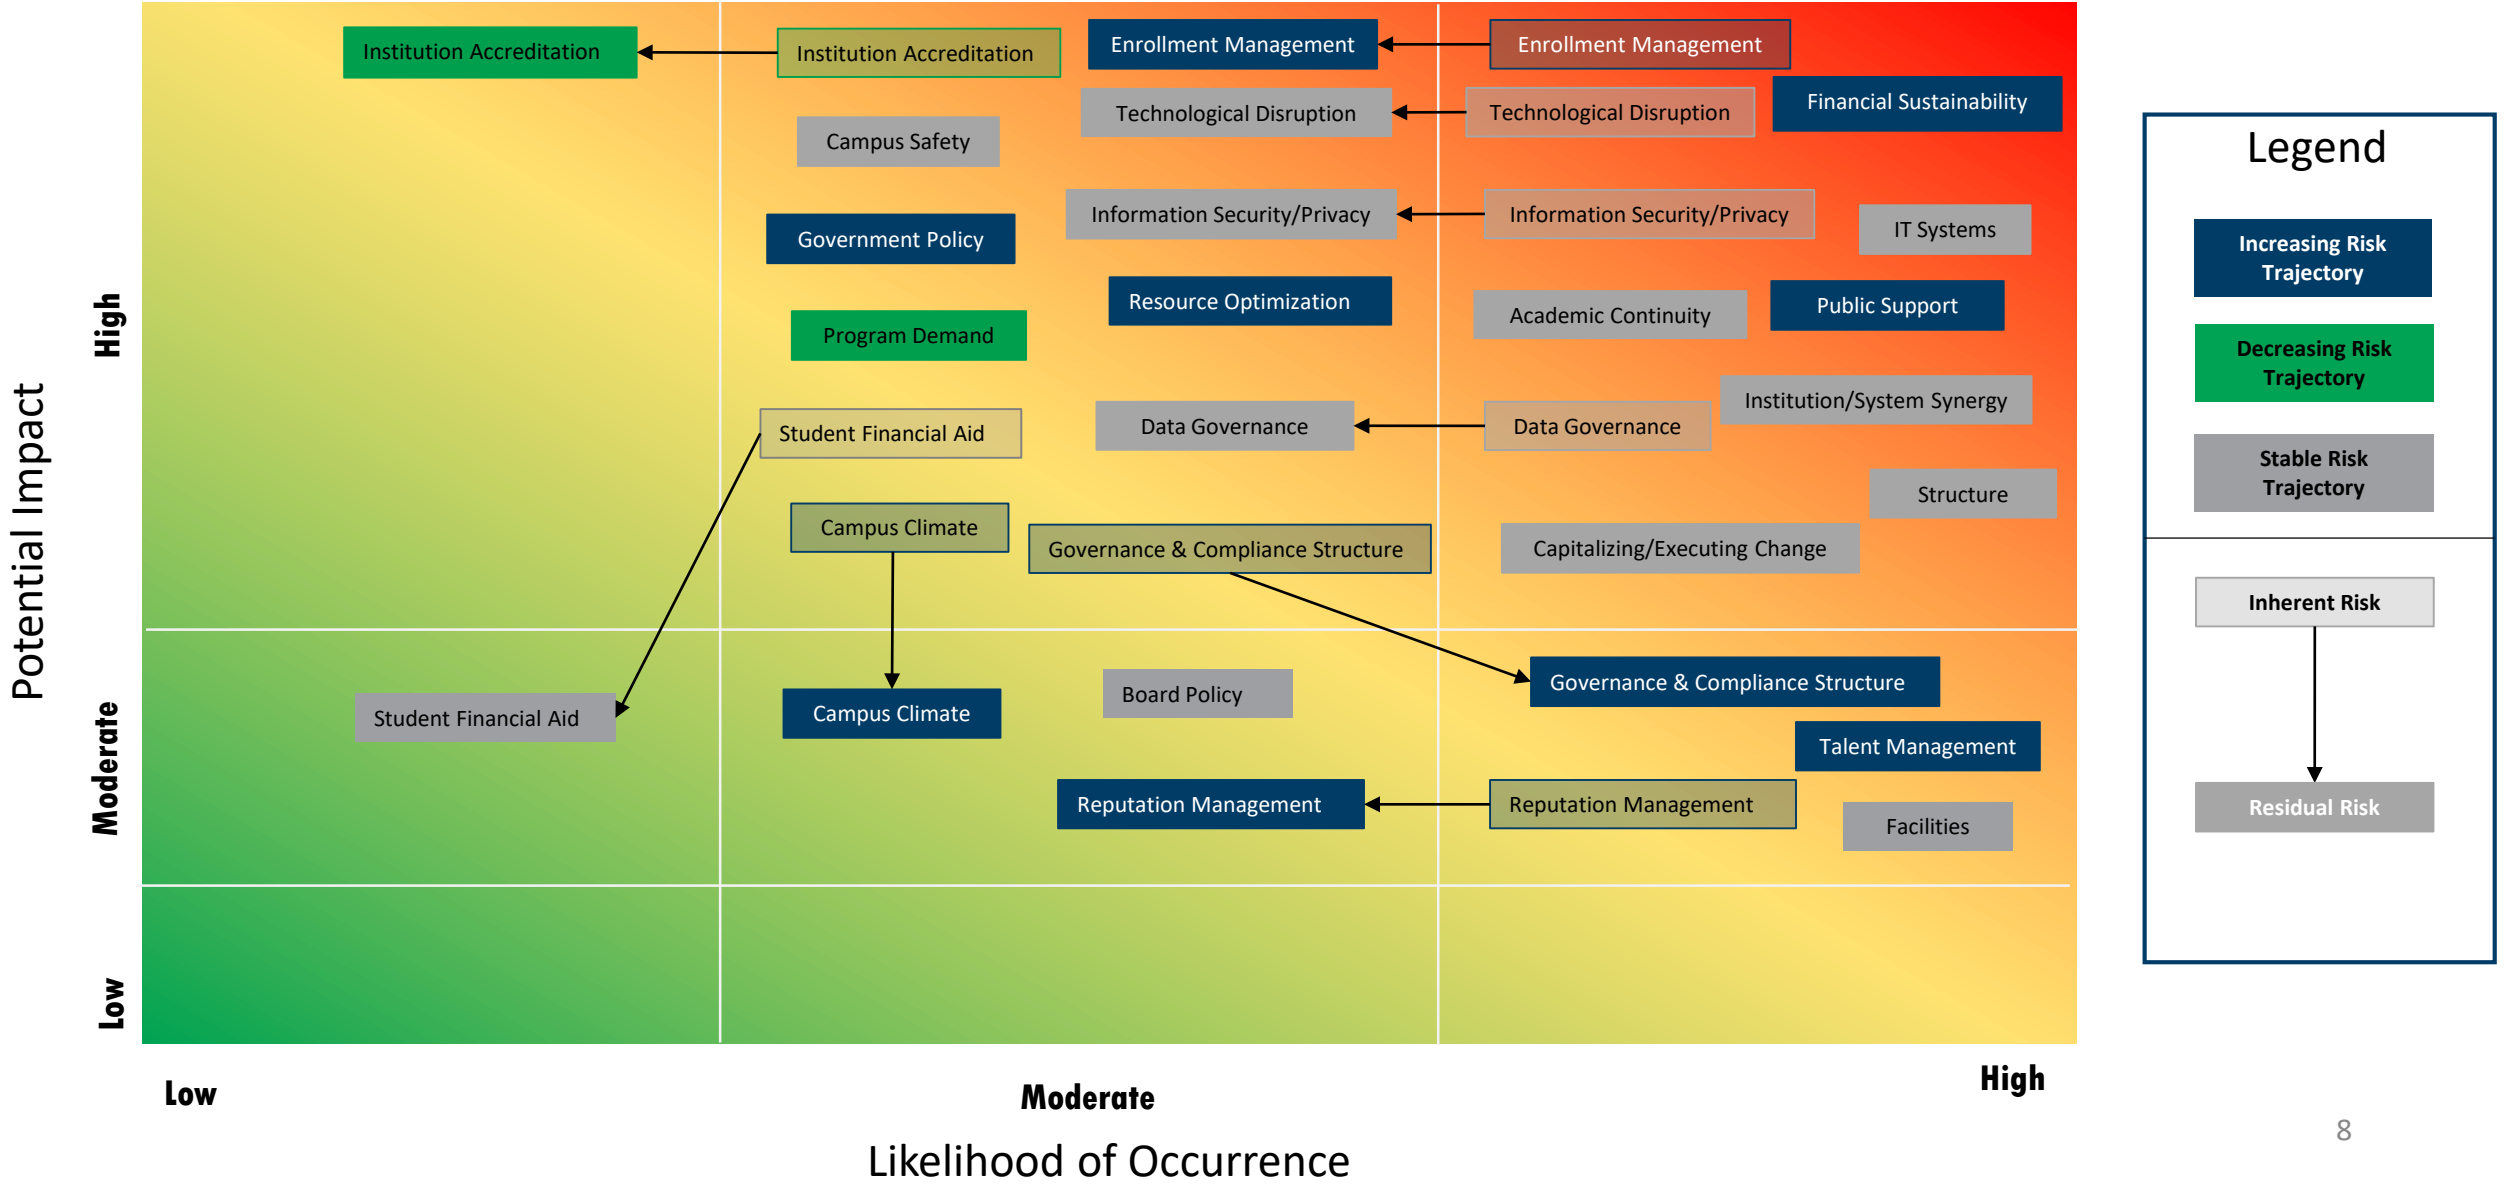 Institution Accreditation
Institution Accreditation
Enrollment Management
Enrollment Management
Technological Disruption
Technological Disruption
Financial Sustainability
Campus Safety
Information Security/Privacy
Information Security/Privacy
IT Systems
Government Policy
Resource Optimization
Academic Continuity
Public Support
Program Demand
Student Financial Aid
Data Governance
Data Governance
Institution/System Synergy
Structure
Campus Climate
Governance & Compliance Structure
Capitalizing/Executing Change
Student Financial Aid
Campus Climate
Board Policy
Governance & Compliance Structure
Talent Management
Reputation Management
Reputation Management
Facilities
Potential Impact
High
Moderate
Low
Low
Moderate
High
Likelihood of Occurrence
Legend
Increasing Risk
Trajectory
Decreasing Risk
Trajectory
Stable Risk
Trajectory
Inherent Risk
Residual Risk
8